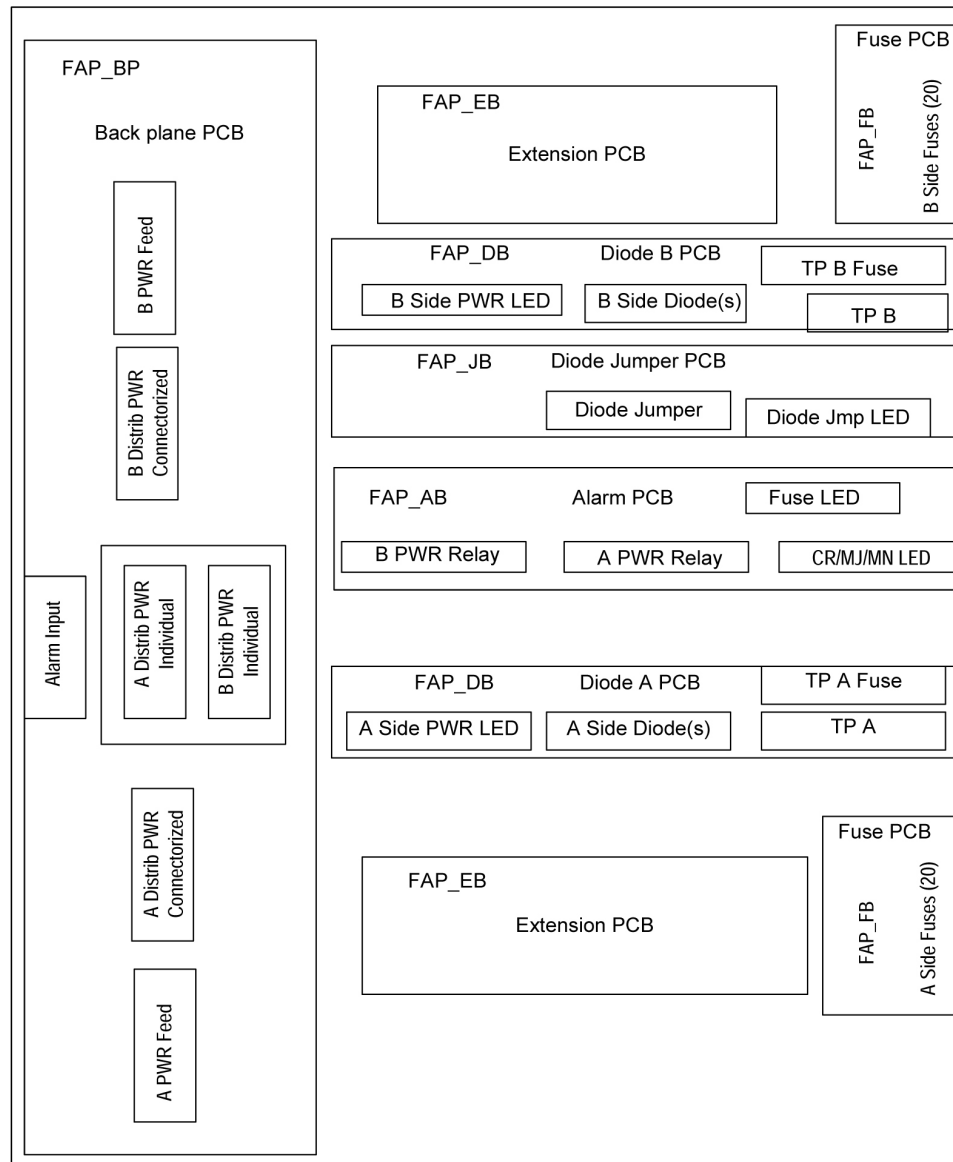 FAP_BP
Back plane PCB
B PWR Feed
B Distrib PWR
Connectorized
Alarm Input
A Distrib PWR
Individual
B Distrib PWR
Individual
A Distrib PWR
Connectorized
A PWR Feed
FAP_EB
Extension PCB
Fuse PCB
FAP_FB
B Side Fuses (20)
FAP_DB
Diode B PCB
TP B Fuse
B Side PWR LED
B Side Diode(s)
TP B
FAP_JB
Diode Jumper PCB
Diode Jumper
Diode Jmp LED
FAP_AB
Alarm PCB
Fuse LED
B PWR Relay
A PWR Relay
CR/MJ/MN LED
FAP_DB
Diode A PCB
TP A Fuse
A Side PWR LED
A Side Diode(s)
TP A
FAP_EB
Extension PCB
Fuse PCB
FAP_FB
A Side Fuses (20)